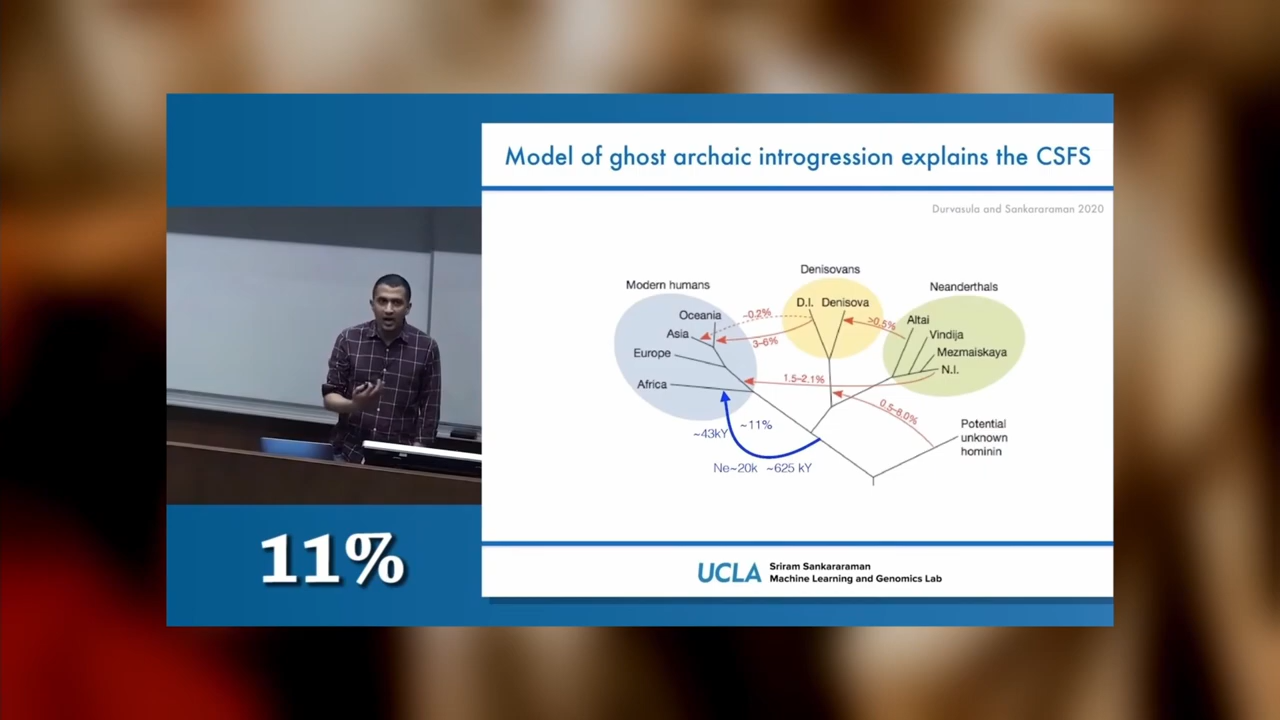 Model of ghost archaic introgression explains the CSFS
Durvasula and Sankararaman 2020
Denisovans
Modern humans
Neanderthals
D.I. Denisova
Oceania
~0.2%
>0.5%
Altai
Asia
3–6%
Vindija
Europe
Mezmaiskaya
1.5–2.1%
N.I.
Africa
0.5–8.0%
~11%
~43kY
Potential
unknown
hominin
Ne~20k ~625 kY
11%
UCLA
Sriram Sankararaman
Machine Learning and Genomics Lab